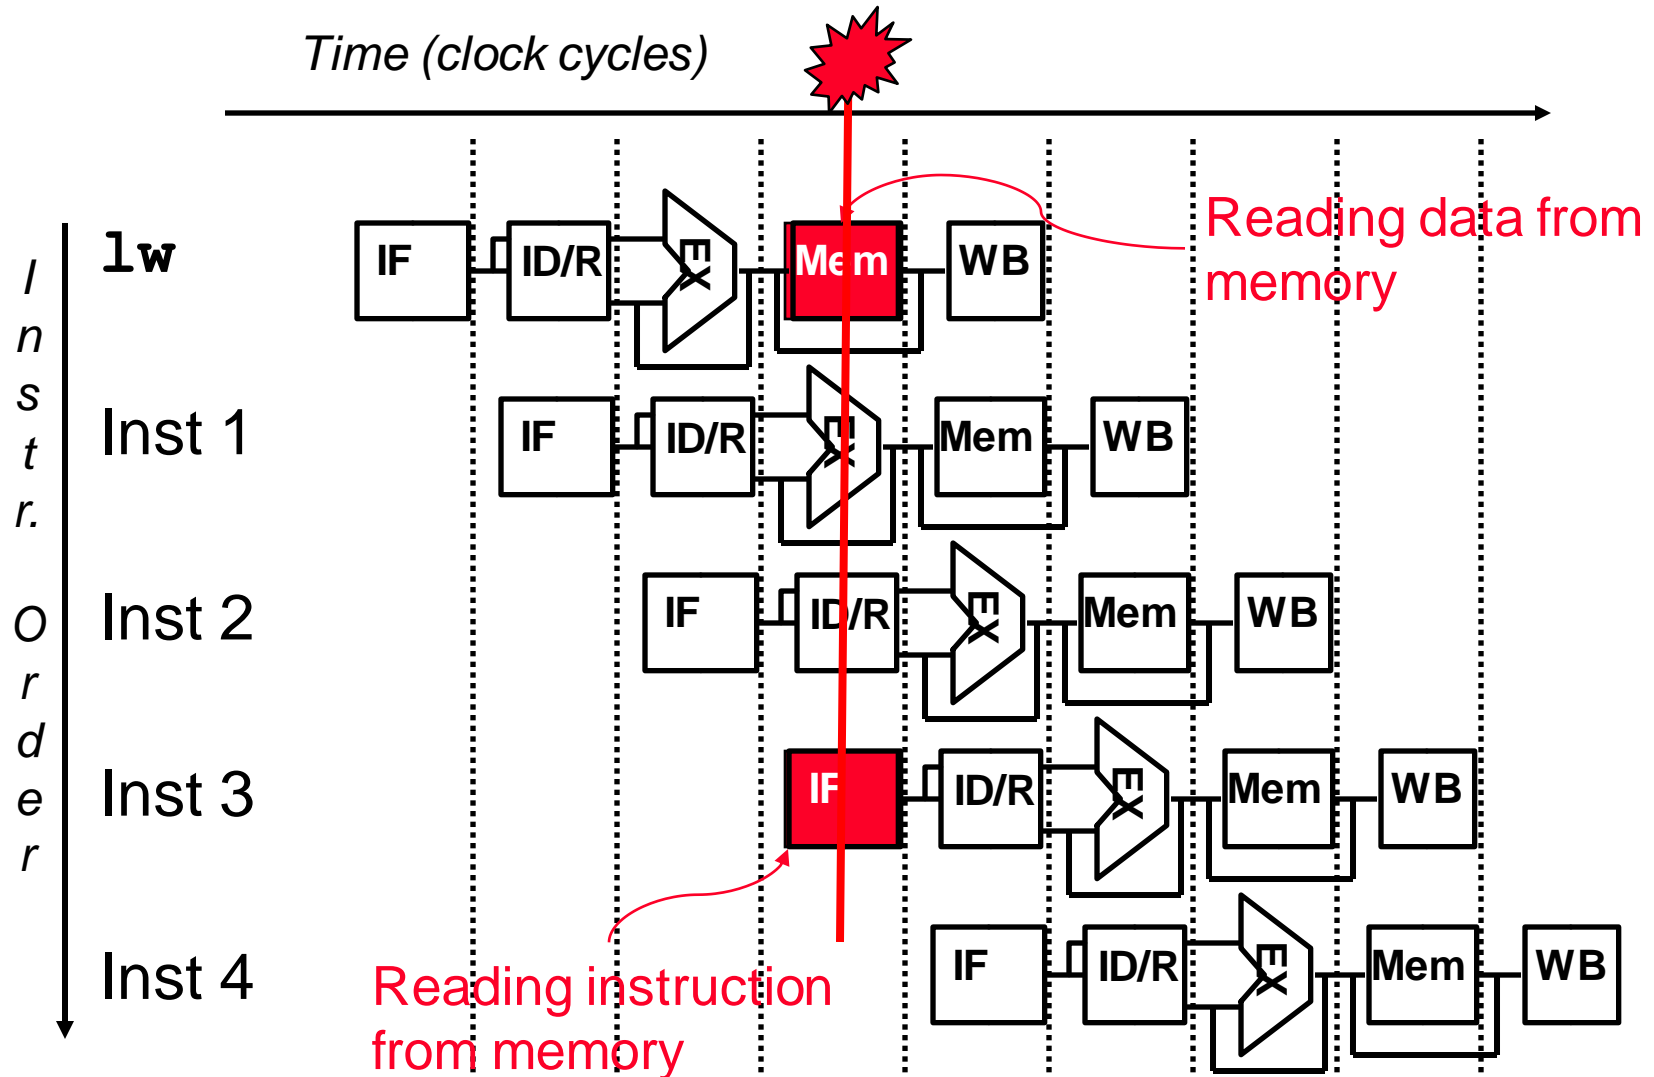 Time (clock cycles)
Instr. Order
lw IF ID/R EX Mem WB
Reading data from
memory
Inst 1 IF ID/R EX Mem WB
Inst 2 IF ID/R EX Mem WB
Inst 3 IF ID/R EX Mem WB
Inst 4 IF ID/R EX Mem WB
Reading instruction
from memory